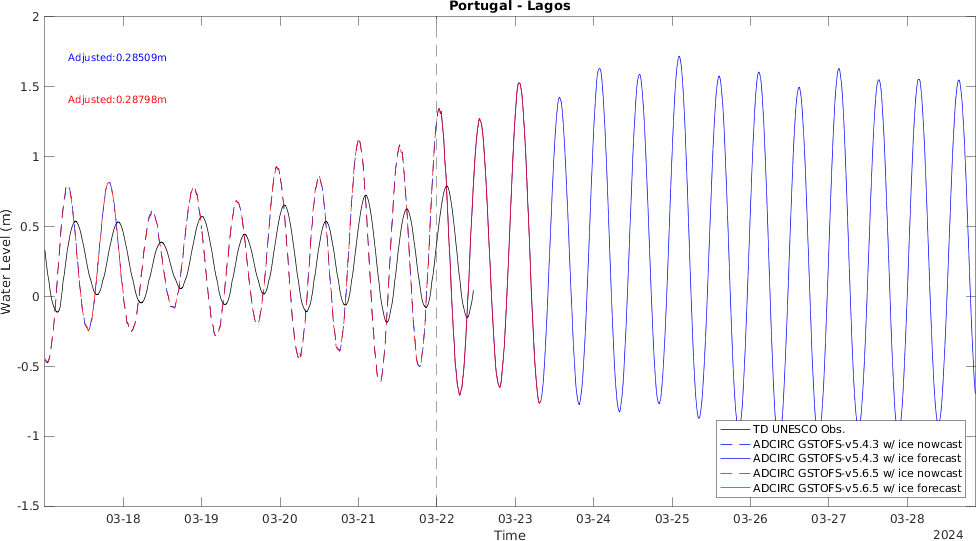 Portugal - Lagos
Adjusted:0.28509m
Adjusted:0.28798m
Water Level (m)
2
1.5
1
0.5
0
-0.5
-1
-1.5
TD UNESCO Obs.
ADCIRC GSTOFS-v5.4.3 w/ ice nowcast
ADCIRC GSTOFS-v5.4.3 w/ ice forecast
ADCIRC GSTOFS-v5.6.5 w/ ice nowcast
ADCIRC GSTOFS-v5.6.5 w/ ice forecast
03-18 03-19 03-20 03-21 03-22 03-23 03-24 03-25 03-26 03-27 03-28
Time
2024